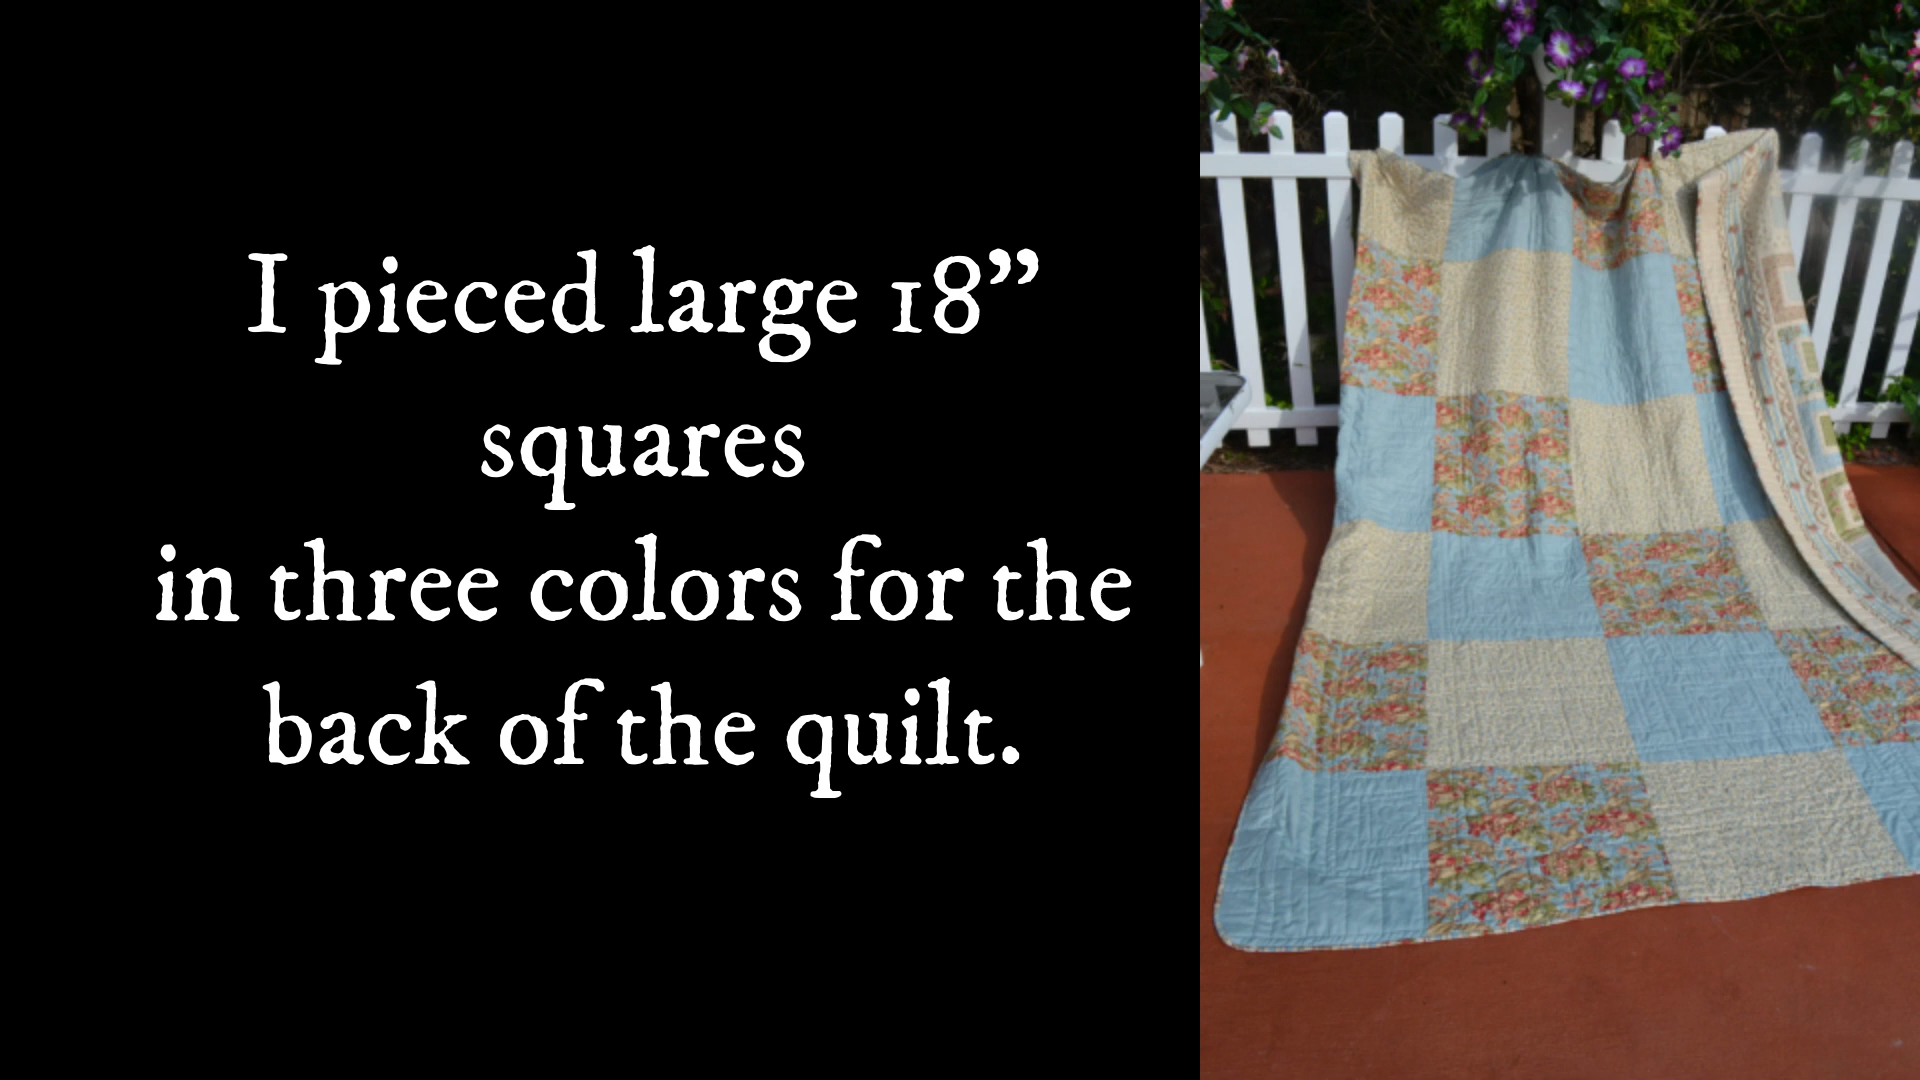 I pieced large 18”
squares
in three colors for the
back of the quilt.